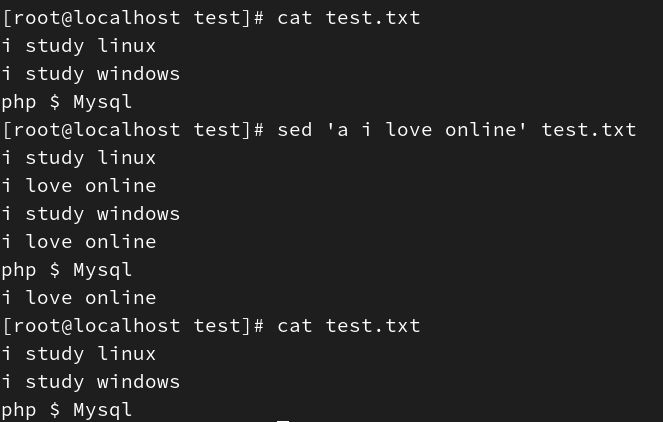 [root@localhost test]# cat test.txt
i study linux
i study windows
php $ Mysql
[root@localhost test]# sed 'a i love online' test.txt
i study linux
i love online
i study windows
i love online
php $ Mysql
i love online
[root@localhost test]# cat test.txt
i study linux
i study windows
php $ Mysql